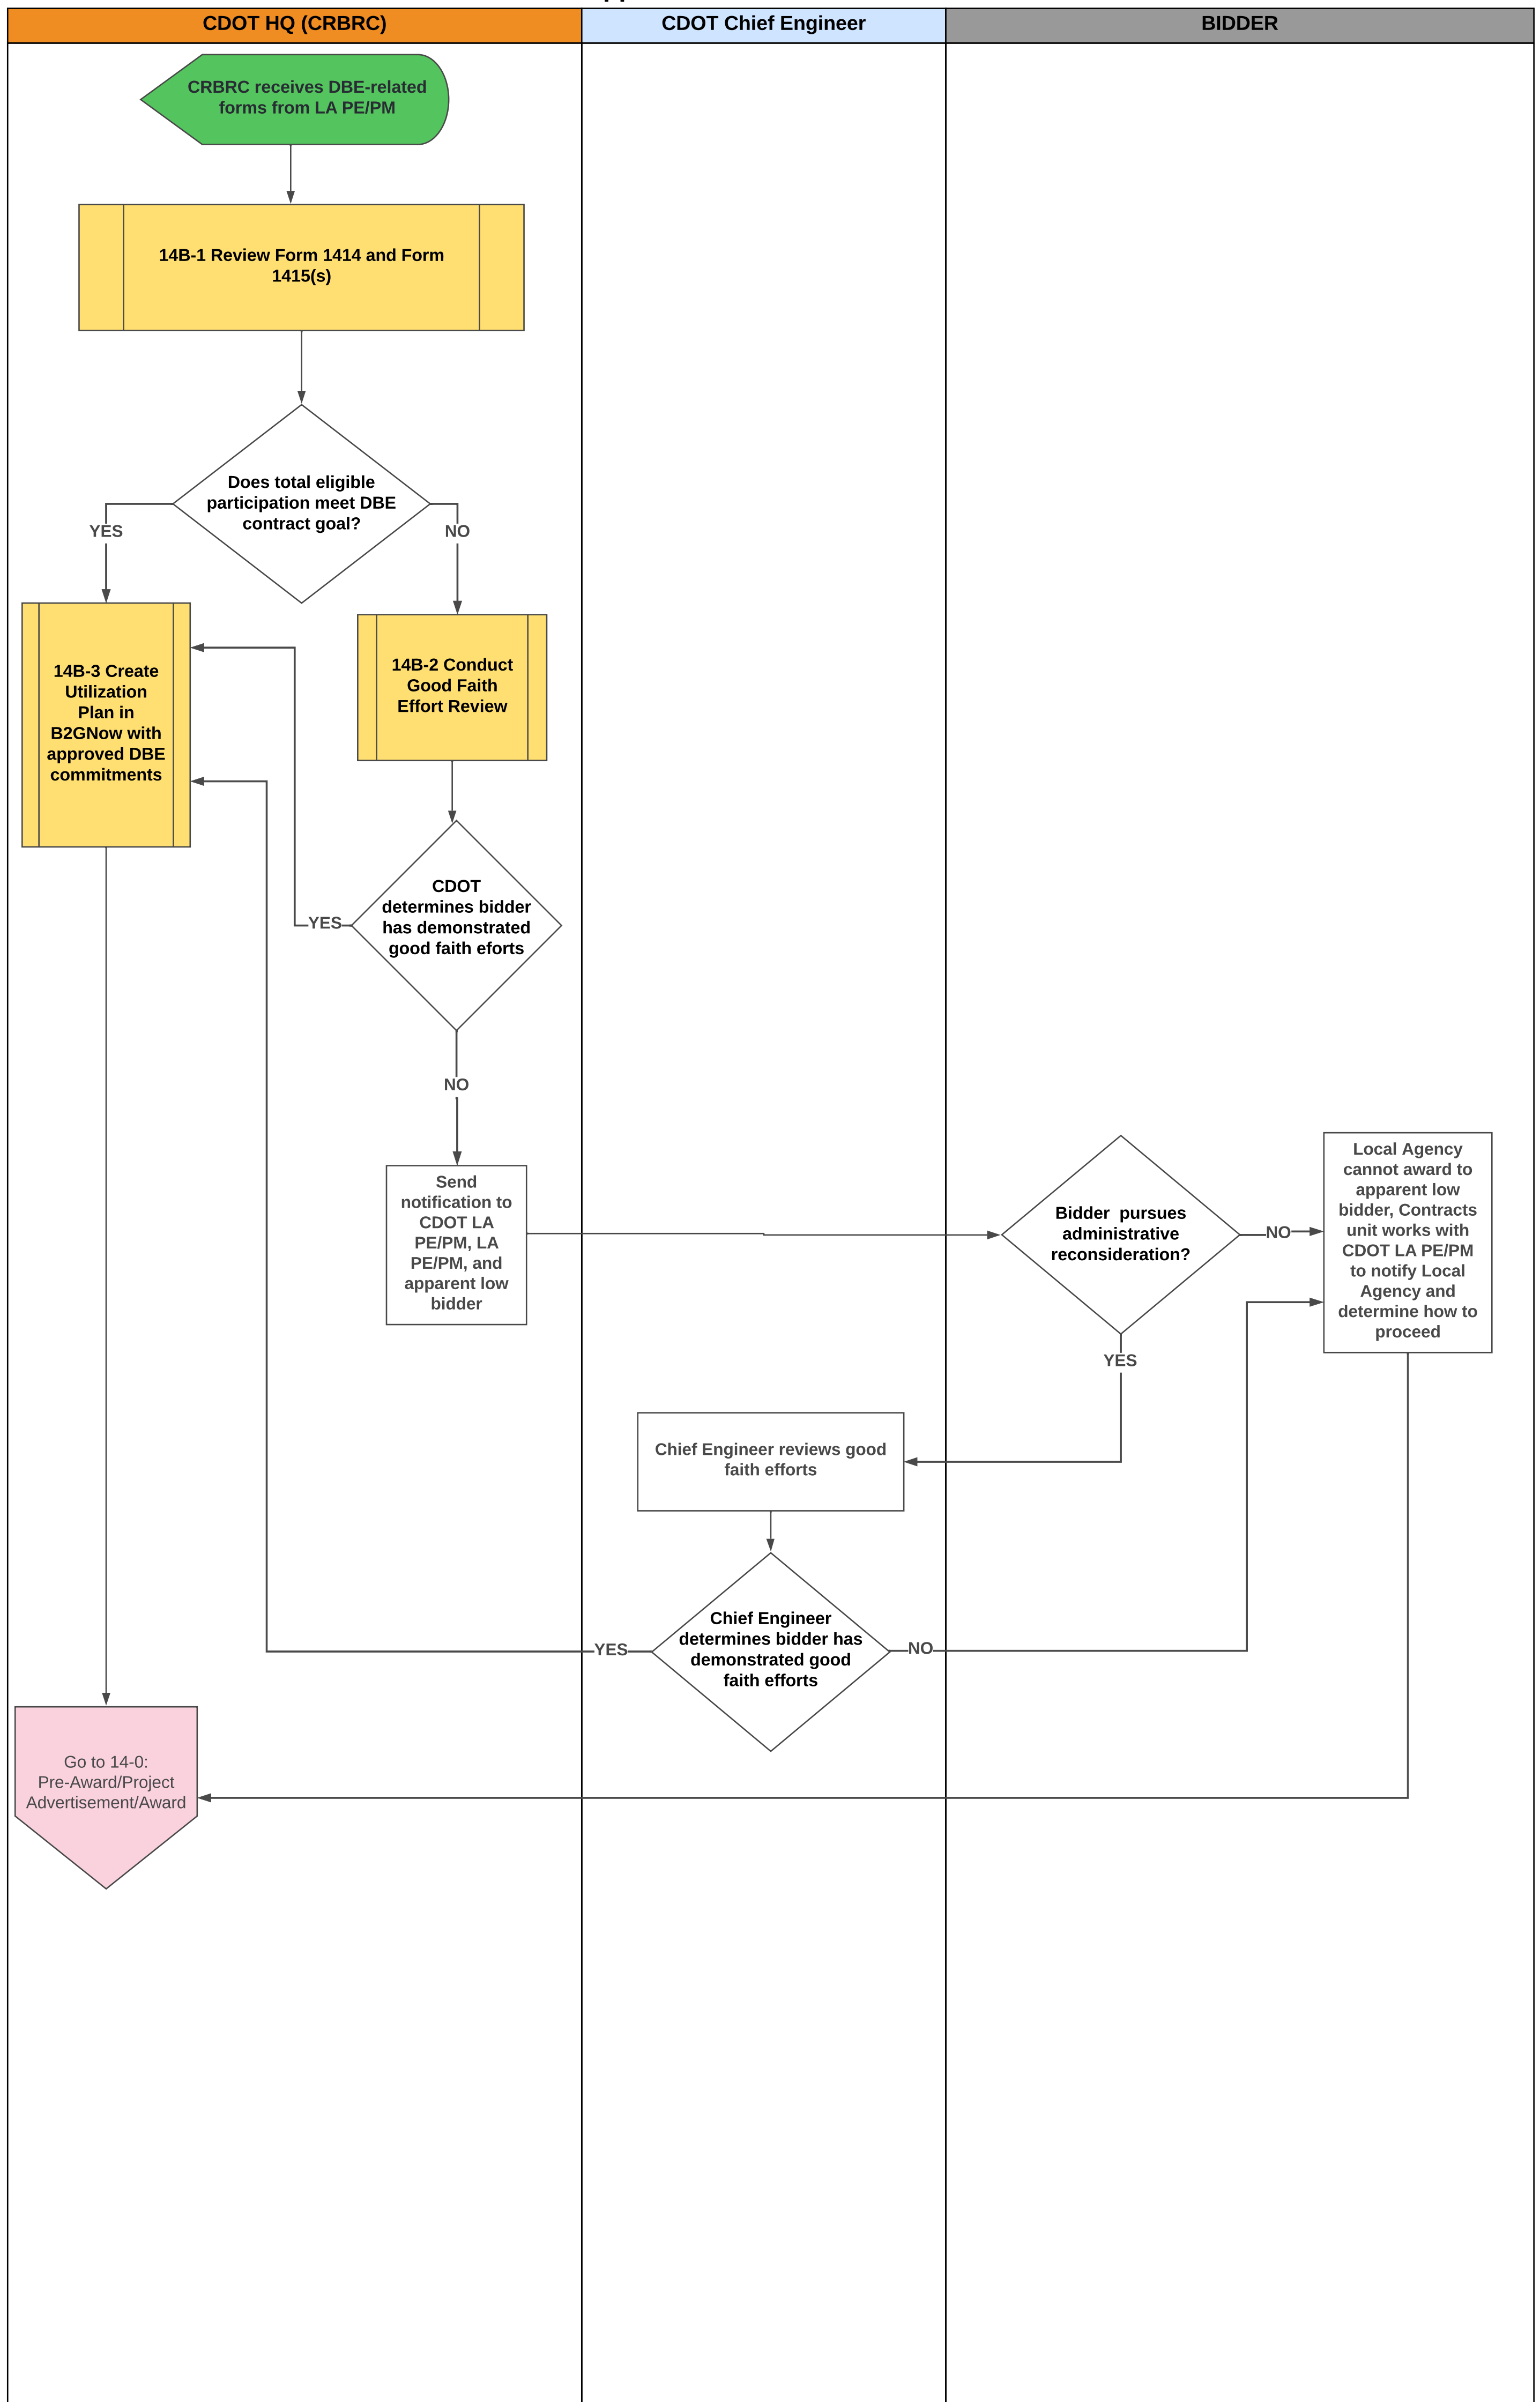 CDOT HQ (CRBRC)
CDOT Chief Engineer
BIDDER
CRBRC receives DBE-related
forms from LA PE/PM
14B-1 Review Form 1414 and Form
1415(s)
Does total eligible
participation meet DBE
contract goal?
YES
NO
14B-3 Create
Utilization
Plan in
B2GNow with
approved DBE
commitments
14B-2 Conduct
Good Faith
Effort Review
CDOT
determines bidder
has demonstrated
good faith eforts
YES
NO
Send
notification to
CDOT LA
PE/PM, LA
PE/PM, and
apparent low
bidder
Bidder pursues
administrative
reconsideration?
NO
YES
Local Agency
cannot award to
apparent low
bidder, Contracts
unit works with
CDOT LA PE/PM
to notify Local
Agency and
determine how to
proceed
Chief Engineer reviews good
faith efforts
Chief Engineer
determines bidder has
demonstrated good
faith efforts
YES
NO
Go to 14-0:
Pre-Award/Project
Advertisement/Award